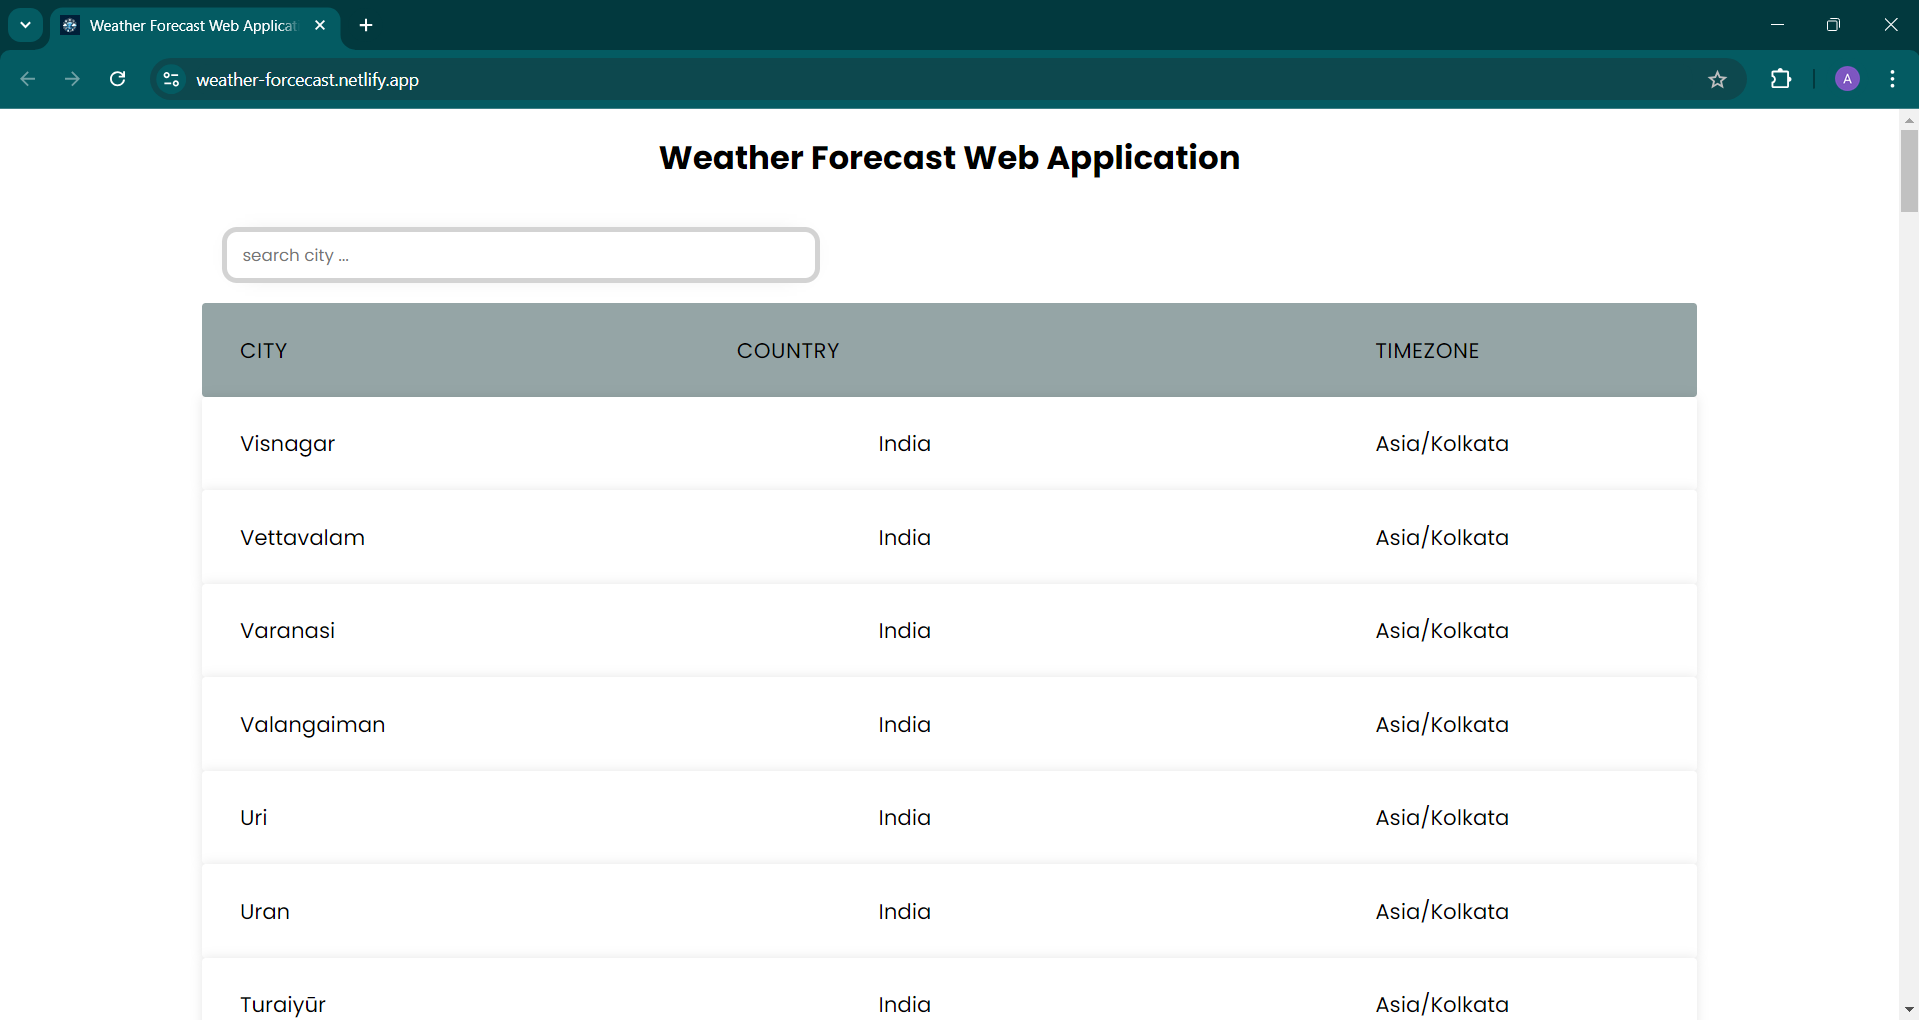 Weather Forecast Web Applicat
weather-forcecast.netlify.app
A
Weather Forecast Web Application
search city ...
CITY COUNTRY TIMEZONE
Visnagar India Asia/Kolkata
Vettavalam India Asia/Kolkata
Varanasi India Asia/Kolkata
Valangaiman India Asia/Kolkata
Uri India Asia/Kolkata
Uran India Asia/Kolkata
Turaiyūr India Asia/Kolkata